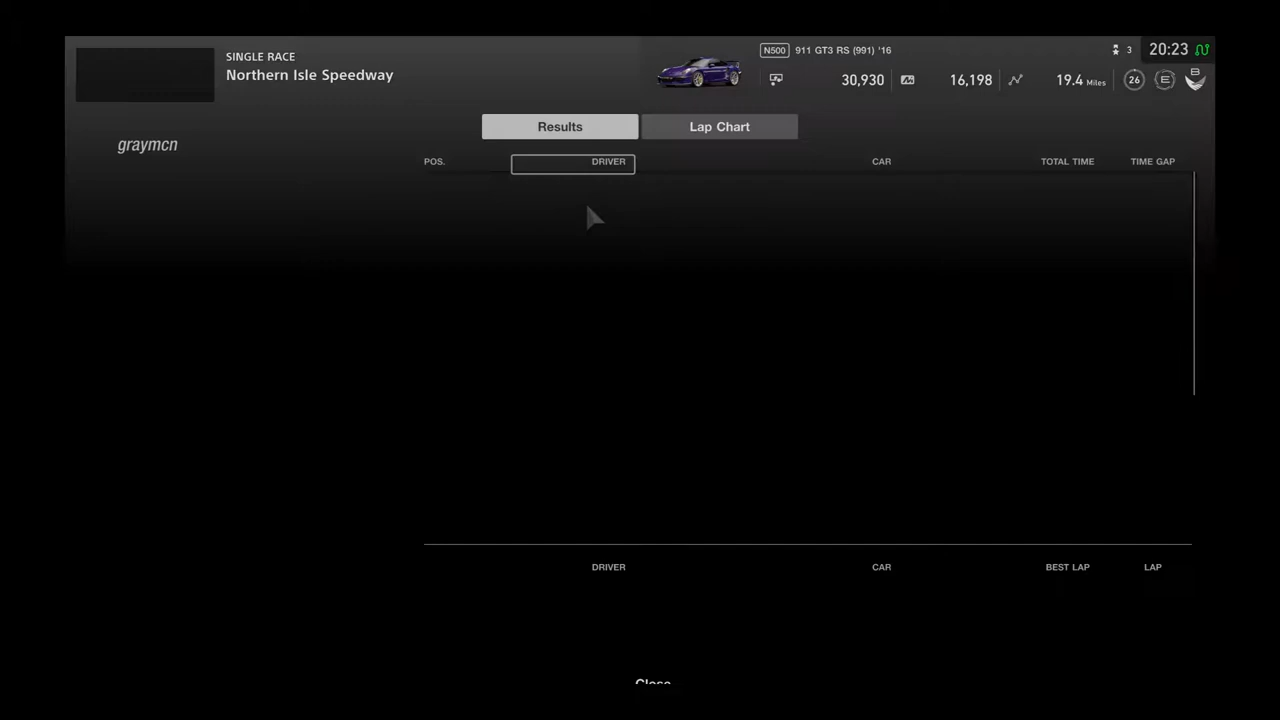 SINGLE RACE
Northern Isle Speedway
N500 911 GT3 RS (991) '16
3
20:23
30,930
16,198
19.4 Miles
26
E
B
graymcn
Results
Lap Chart
POS. DRIVER CAR TOTAL TIME TIME GAP
DRIVER CAR BEST LAP LAP
Close